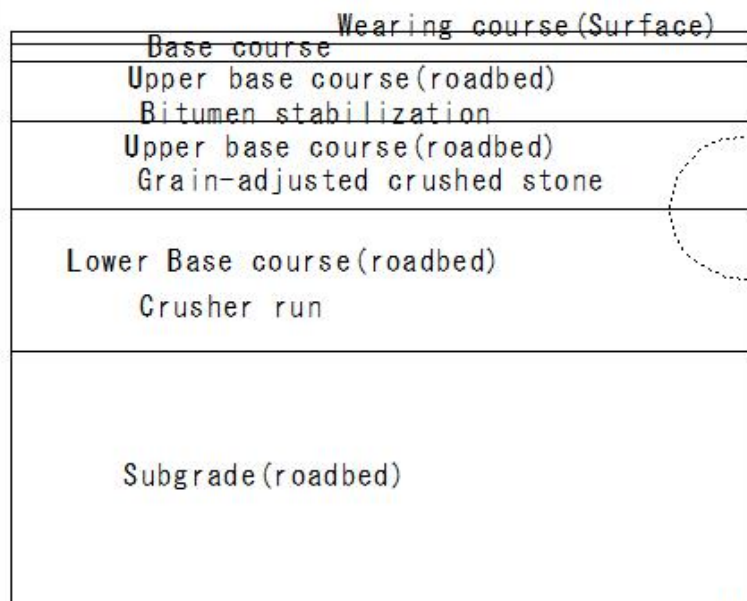 Wearing course(Surface)
Base course
Upper base course(roadbed)
Bitumen stabilization
Upper base course(roadbed)
Grain-adjusted crushed stone
Lower Base course(roadbed)
Crusher run
Subgrade(roadbed)